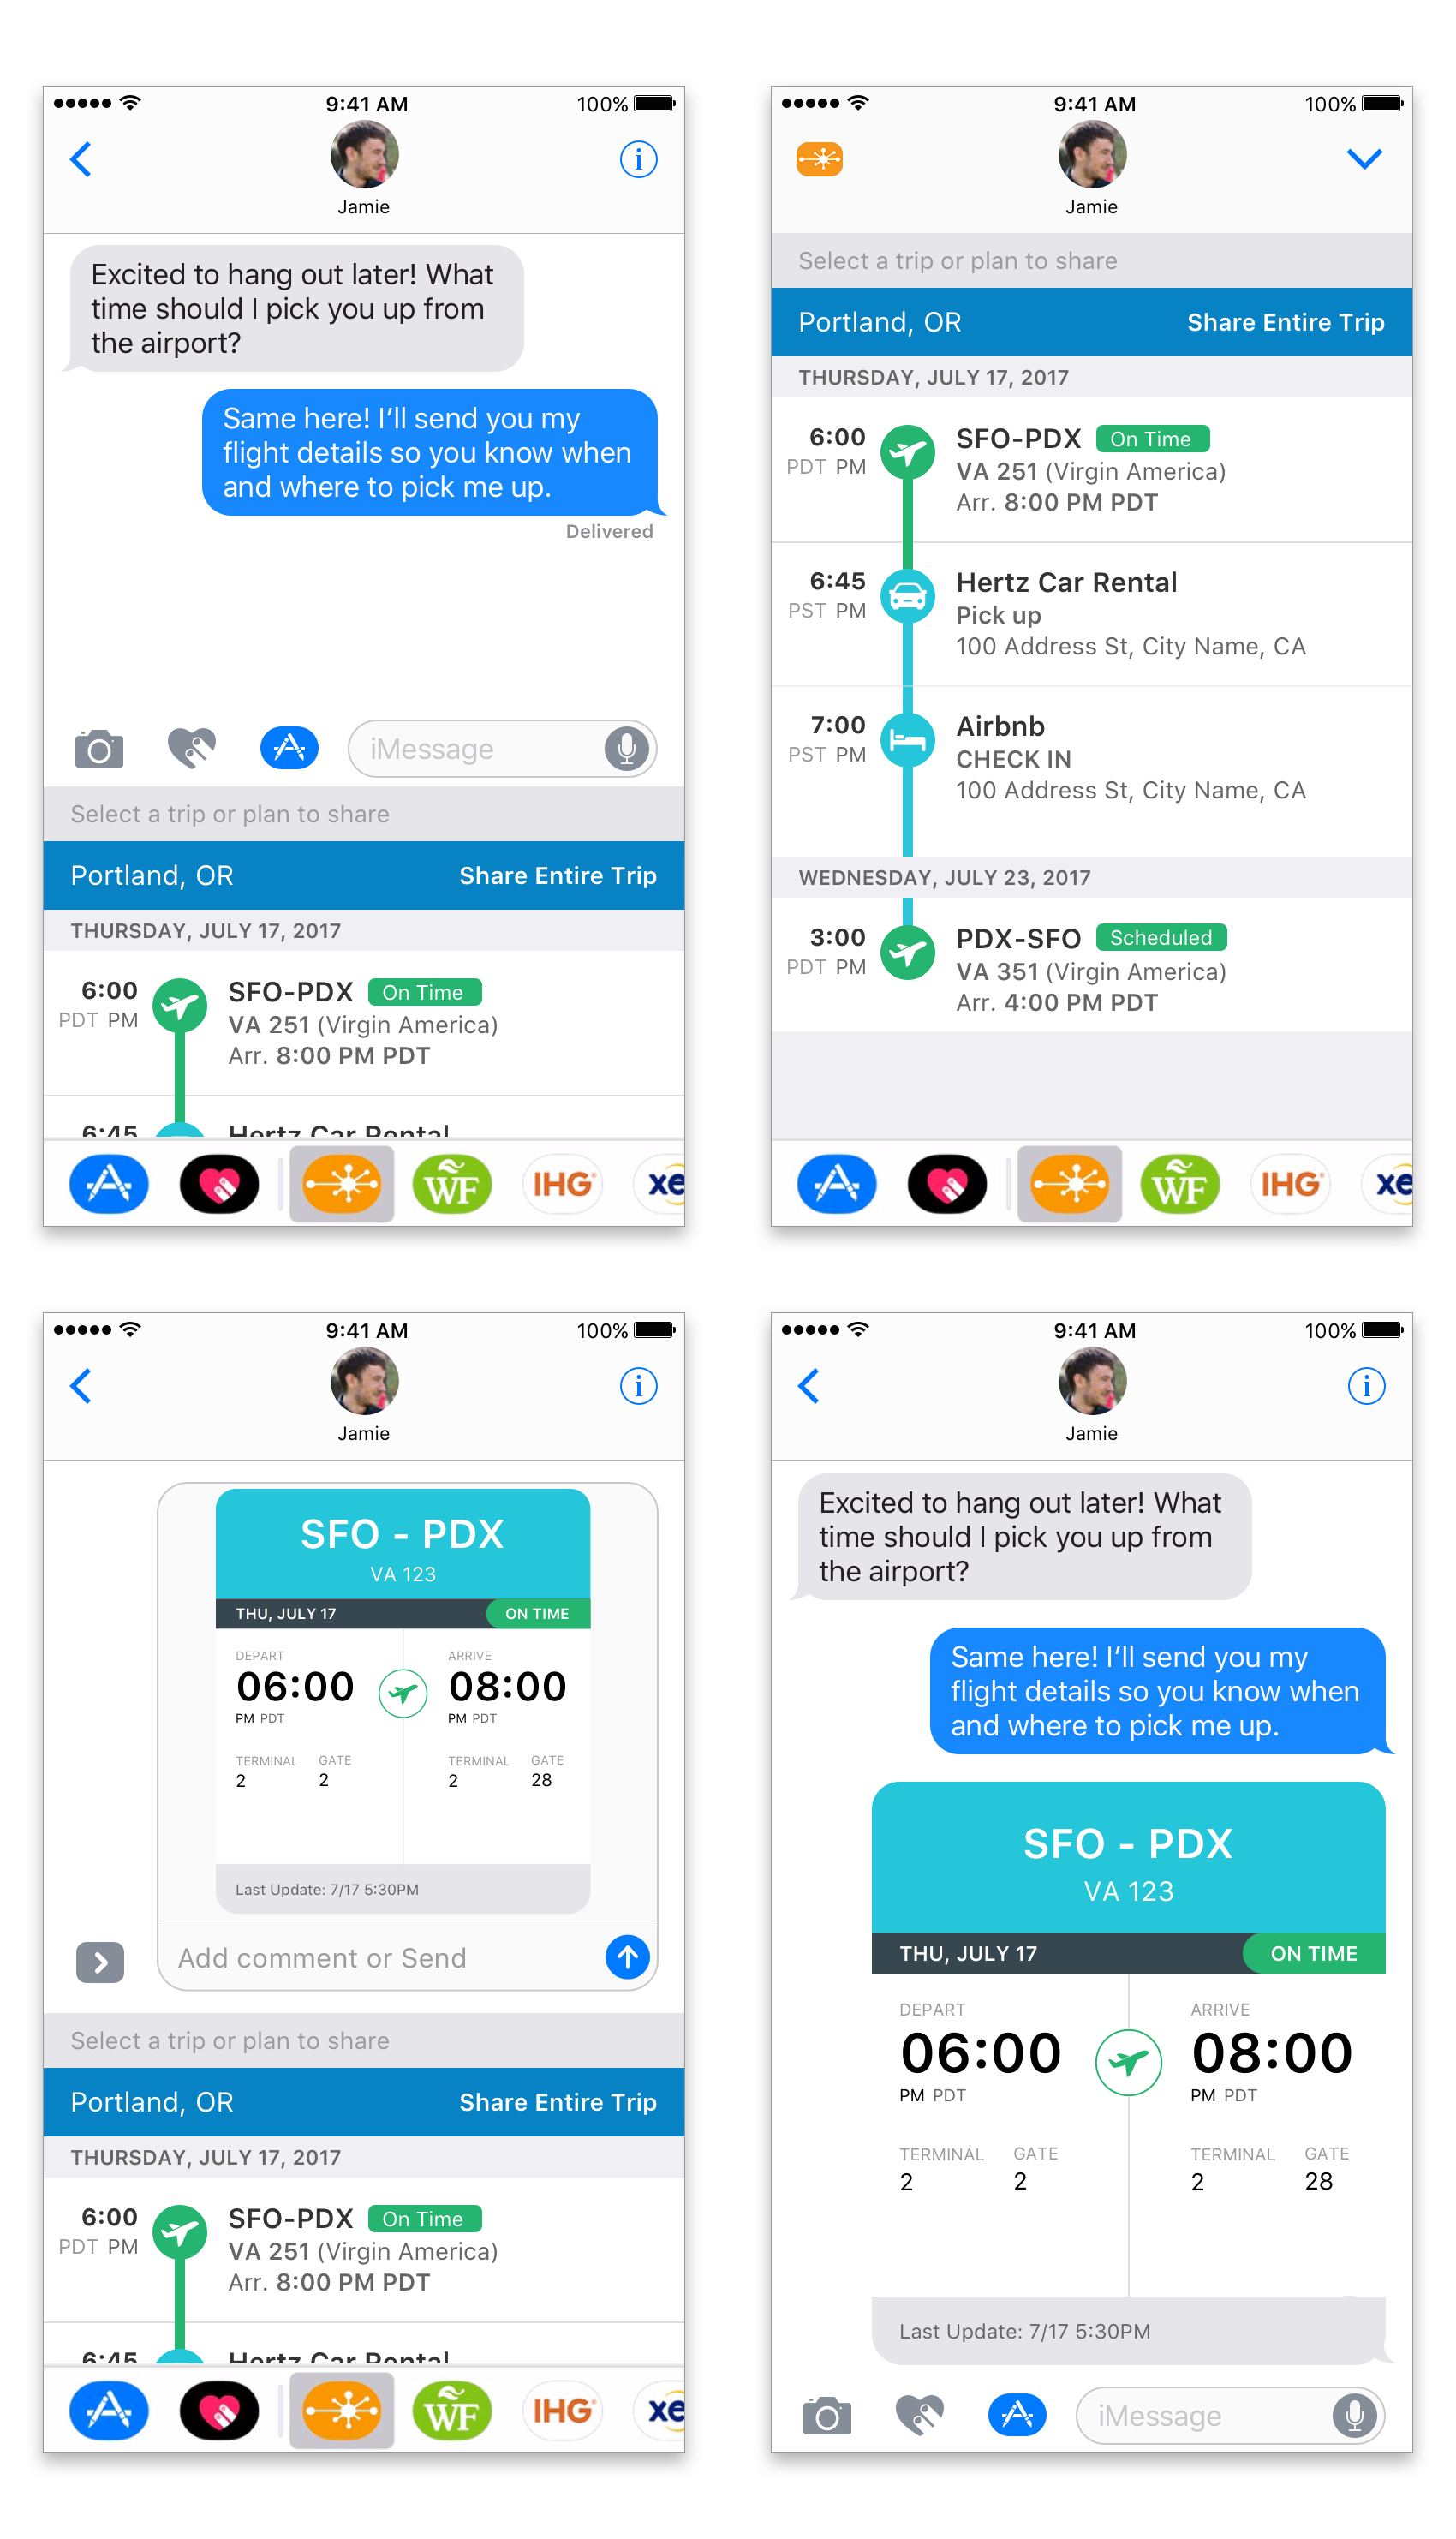 9:41 AM
100%
Jamie
Excited to hang out later! What
time should I pick you up from
the airport?
Same here! I’ll send you my
flight details so you know when
and where to pick me up.
Delivered
iMessage
Select a trip or plan to share
Portland, OR Share Entire Trip
THURSDAY, JULY 17, 2017
6:00 SFO-PDX On Time
PDT PM VA 251 (Virgin America)
Arr. 8:00 PM PDT
6:45 Hertz Car Rental
WF IHG xe
9:41 AM
100%
Jamie
Select a trip or plan to share
Portland, OR Share Entire Trip
THURSDAY, JULY 17, 2017
6:00 SFO-PDX On Time
PDT PM VA 251 (Virgin America)
Arr. 8:00 PM PDT
6:45 Hertz Car Rental
PST PM Pick up
100 Address St, City Name, CA
7:00 Airbnb
PST PM CHECK IN
100 Address St, City Name, CA
WEDNESDAY, JULY 23, 2017
3:00 PDX-SFO Scheduled
PDT PM VA 351 (Virgin America)
Arr. 4:00 PM PDT
WF IHG xe
9:41 AM
100%
Jamie
SFO - PDX
VA 123
THU, JULY 17 ON TIME
DEPART ARRIVE
06:00 08:00
PM PDT PM PDT
TERMINAL GATE TERMINAL GATE
2 2 2 28
Last Update: 7/17 5:30PM
Add comment or Send
Select a trip or plan to share
Portland, OR Share Entire Trip
THURSDAY, JULY 17, 2017
6:00 SFO-PDX On Time
PDT PM VA 251 (Virgin America)
Arr. 8:00 PM PDT
6:45 Hertz Car Rental
WF IHG xe
9:41 AM
100%
Jamie
Excited to hang out later! What
time should I pick you up from
the airport?
Same here! I’ll send you my
flight details so you know when
and where to pick me up.
SFO - PDX
VA 123
THU, JULY 17 ON TIME
DEPART ARRIVE
06:00 08:00
PM PDT PM PDT
TERMINAL GATE TERMINAL GATE
2 2 2 28
Last Update: 7/17 5:30PM
iMessage